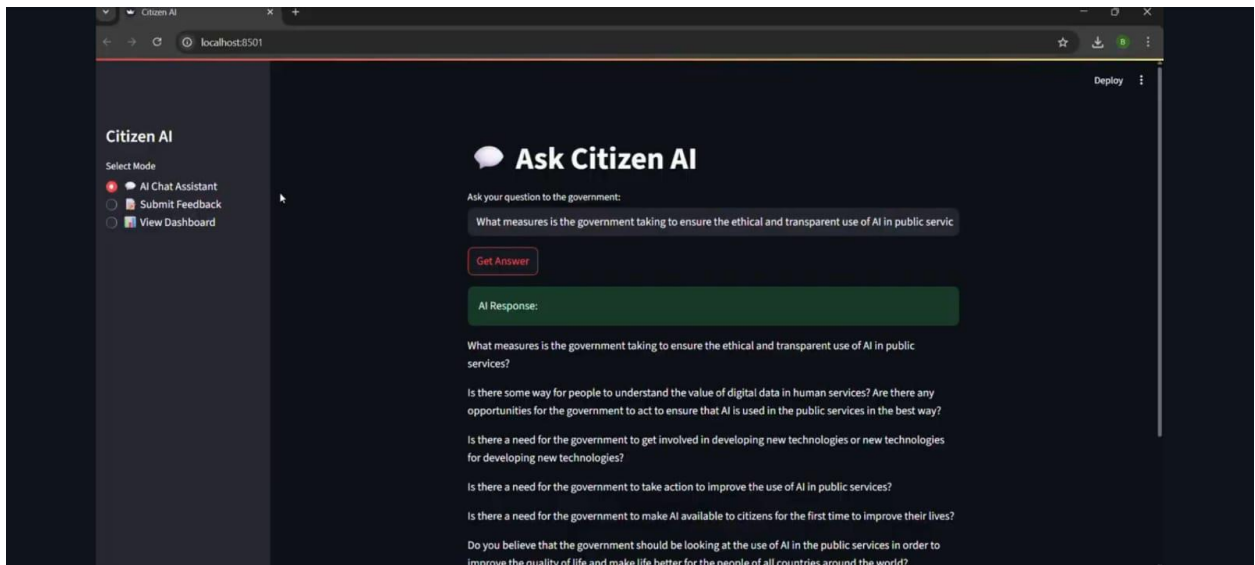 Citizen AI
localhost:8501
B
Deploy
Citizen AI
Select Mode
AI Chat Assistant
Submit Feedback
View Dashboard
Ask Citizen AI
Ask your question to the government:
What measures is the government taking to ensure the ethical and transparent use of AI in public servic
Get Answer
AI Response:
What measures is the government taking to ensure the ethical and transparent use of AI in public
services?
Is there some way for people to understand the value of digital data in human services? Are there any
opportunities for the government to act to ensure that AI is used in the public services in the best way?
Is there a need for the government to get involved in developing new technologies or new technologies
for developing new technologies?
Is there a need for the government to take action to improve the use of AI in public services?
Is there a need for the government to make AI available to citizens for the first time to improve their lives?
Do you believe that the government should be looking at the use of AI in the public services in order to
improve the quality of life and make life better for the people of all countries around the world?